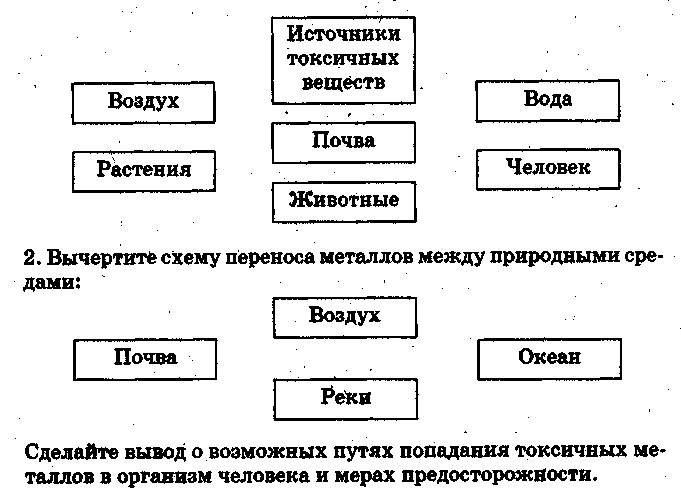 Источники
токсичных
веществ
Воздух
Вода
Почва
Растения
Человек
Животные
2. Вычертите схему переноса металлов между природными сре-
дами:
Воздух
Почва
Океан
Реки
Сделайте вывод о возможных путях попадания токсичных ме-
таллов в организм человека и мерах предосторожности.